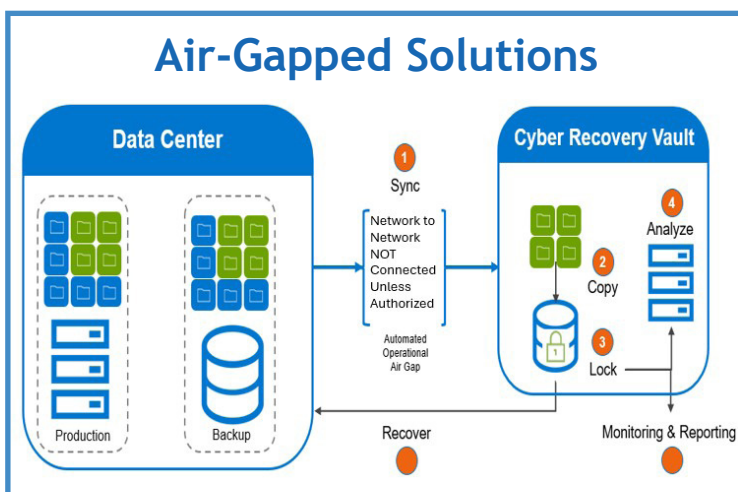 Air-Gapped Solutions
Data Center
Production
Backup
1
Sync
Network to
Network
NOT
Connected
Unless
Authorized
Automated
Operational
Air Gap
Cyber Recovery Vault
2
Copy
1
3
Lock
4
Analyze
Recover
Monitoring & Reporting